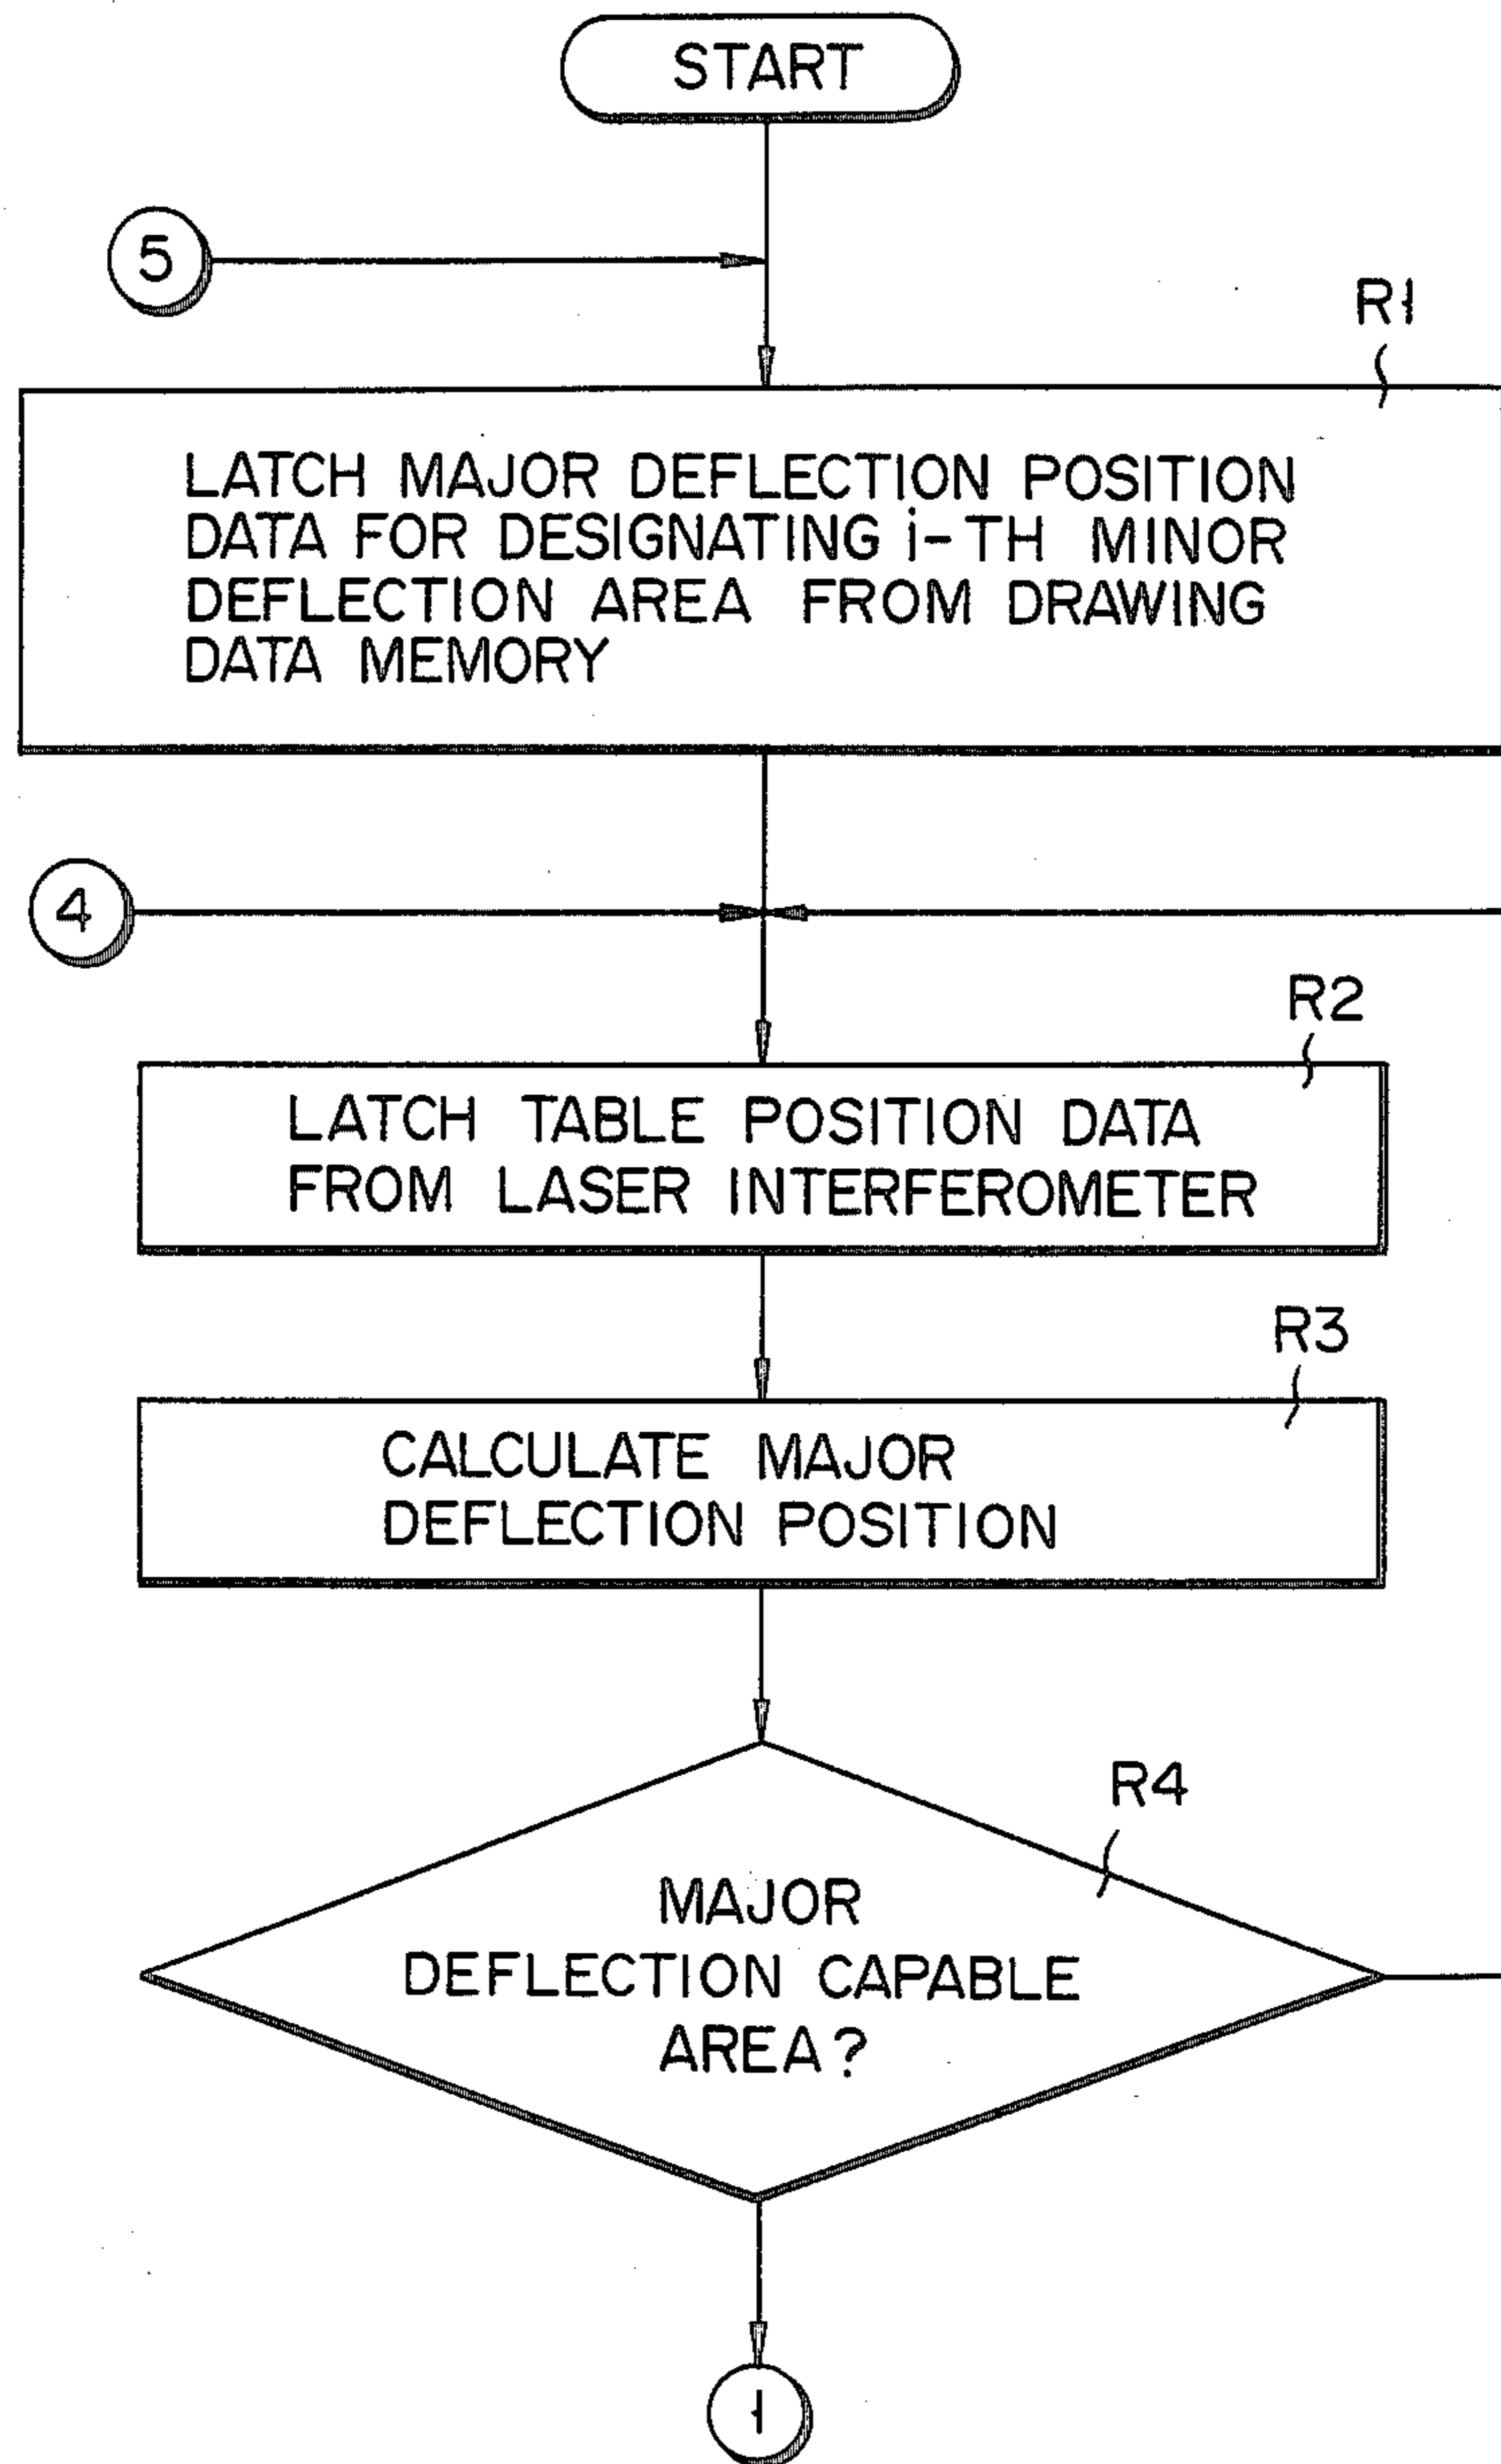 START
5
R1
LATCH MAJOR DEFLECTION POSITION
DATA FOR DESIGNATING i-TH MINOR
DEFLECTION AREA FROM DRAWING
DATA MEMORY
4
R2
LATCH TABLE POSITION DATA
FROM LASER INTERFEROMETER
R3
CALCULATE MAJOR
DEFLECTION POSITION
R4
MAJOR
DEFLECTION CAPABLE
AREA?
1